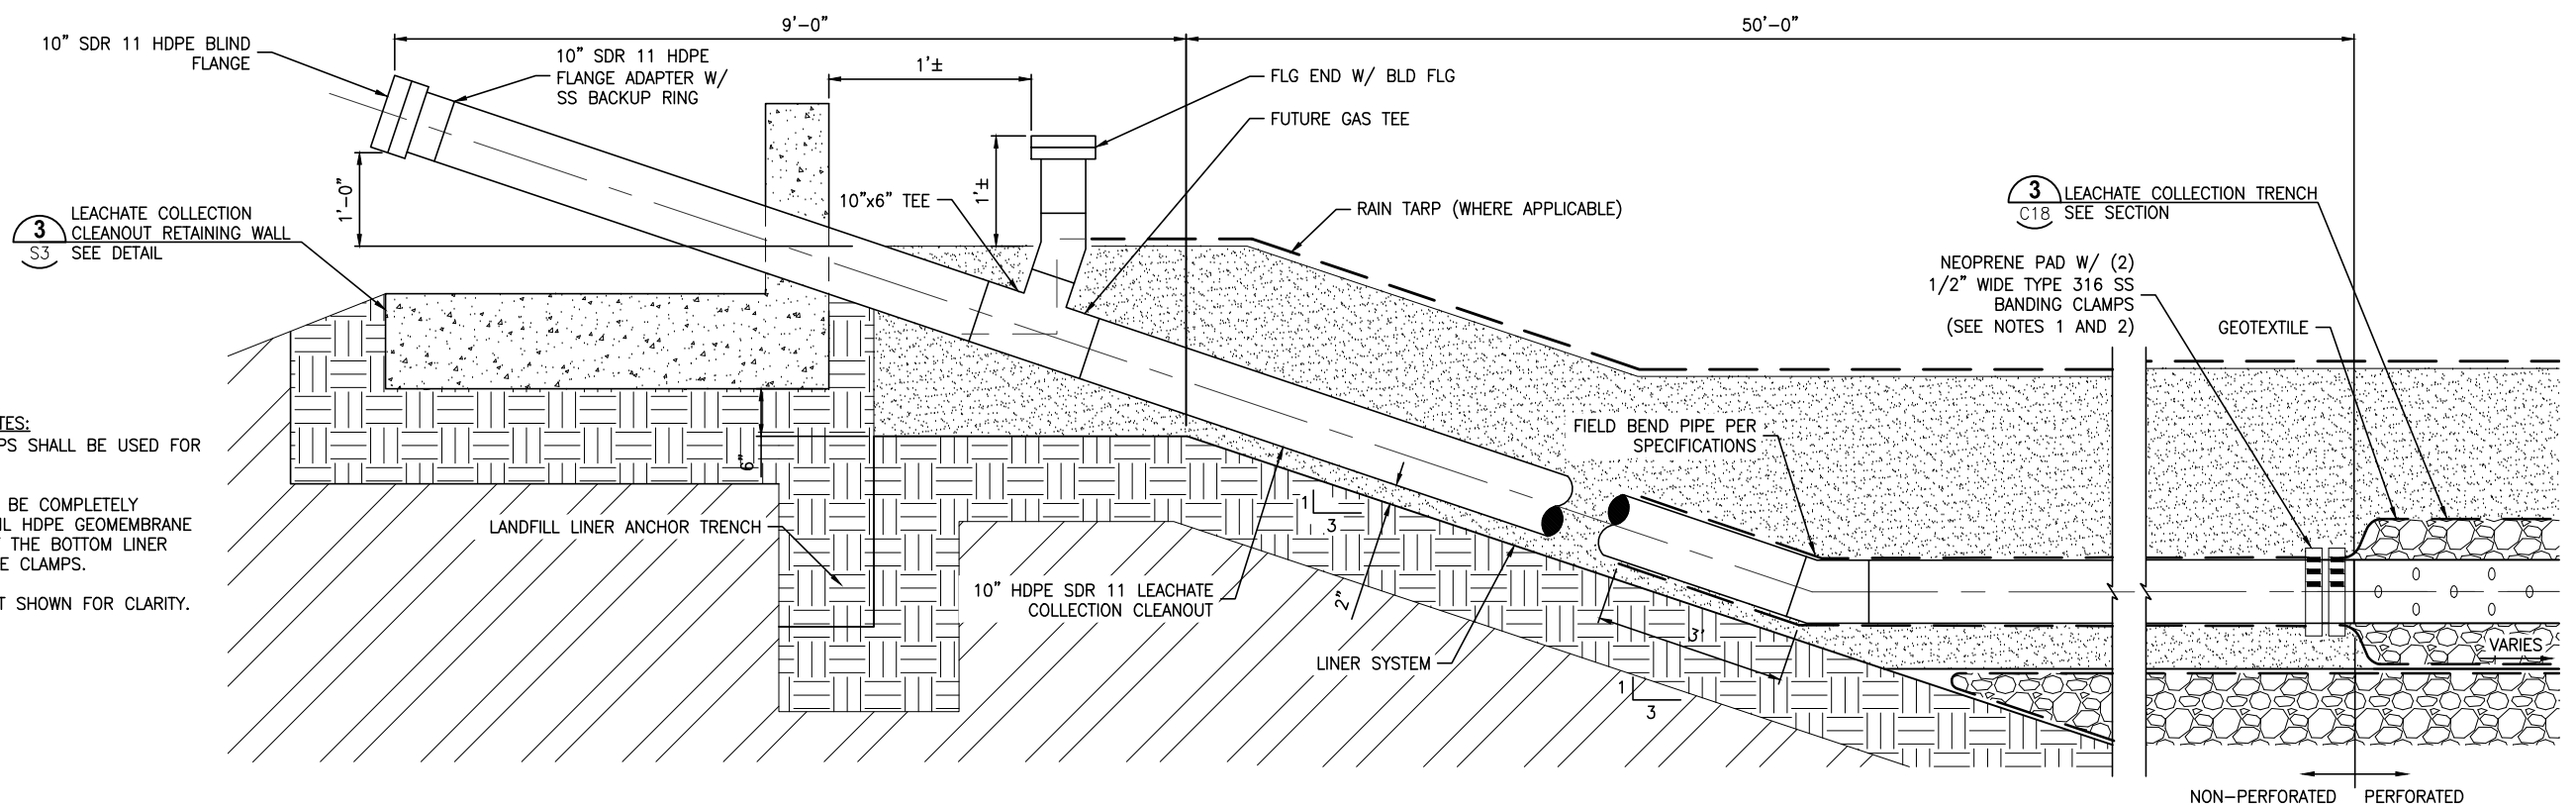 9'-0"
50'-0"
10" SDR 11 HDPE BLIND
FLANGE
10" SDR 11 HDPE
FLANGE ADAPTER W/
SS BACKUP RING
1'±
FLG END W/ BLD FLG
FUTURE GAS TEE
1'±
1'-0"
10"x6" TEE
RAIN TARP (WHERE APPLICABLE)
3
S3
LEACHATE COLLECTION
CLEANOUT RETAINING WALL
SEE DETAIL
3
C18
LEACHATE COLLECTION TRENCH
SEE SECTION
NEOPRENE PAD W/ (2)
1/2" WIDE TYPE 316 SS
BANDING CLAMPS
(SEE NOTES 1 AND 2)
GEOTEXTILE
FIELD BEND PIPE PER
SPECIFICATIONS
6"
TES:
PS SHALL BE USED FOR
BE COMPLETELY
IL HDPE GEOMEMBRANE
THE BOTTOM LINER
E CLAMPS.
T SHOWN FOR CLARITY.
LANDFILL LINER ANCHOR TRENCH
1
3
10" HDPE SDR 11 LEACHATE
COLLECTION CLEANOUT
2"
LINER SYSTEM
3'
1
3
VARIES
NON-PERFORATED
PERFORATED